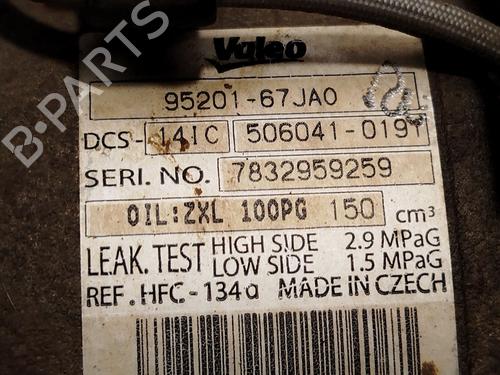 B-PARTS
Valeo
95201-67JA0
DCS-14IC 506041-0191
SERI. NO. 7832959259
OIL:ZXL 100PG 150 cm³
LEAK. TEST HIGH SIDE 2.9 MPaG
LOW SIDE 1.5 MPaG
REF. HFC-134a MADE IN CZECH